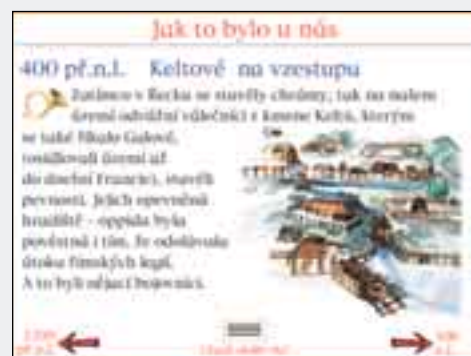 Jak to bylo u nás
400 př.n.l. Keltové na vzestupu
Zatímco v Řecku se stavěly chrámy, tak na našem
území odvážní válečníci z kmene Keltů, kterým
se také říkalo Galové,
osídlovali území až
do dnešní Francie), stavěli
pevnosti. Jejich opevněná
hradiště - oppida byla
pověstná i tím, že odolávala
útoku římských legií.
A to byli nějací bojovníci.
př.n.l.
n.l.